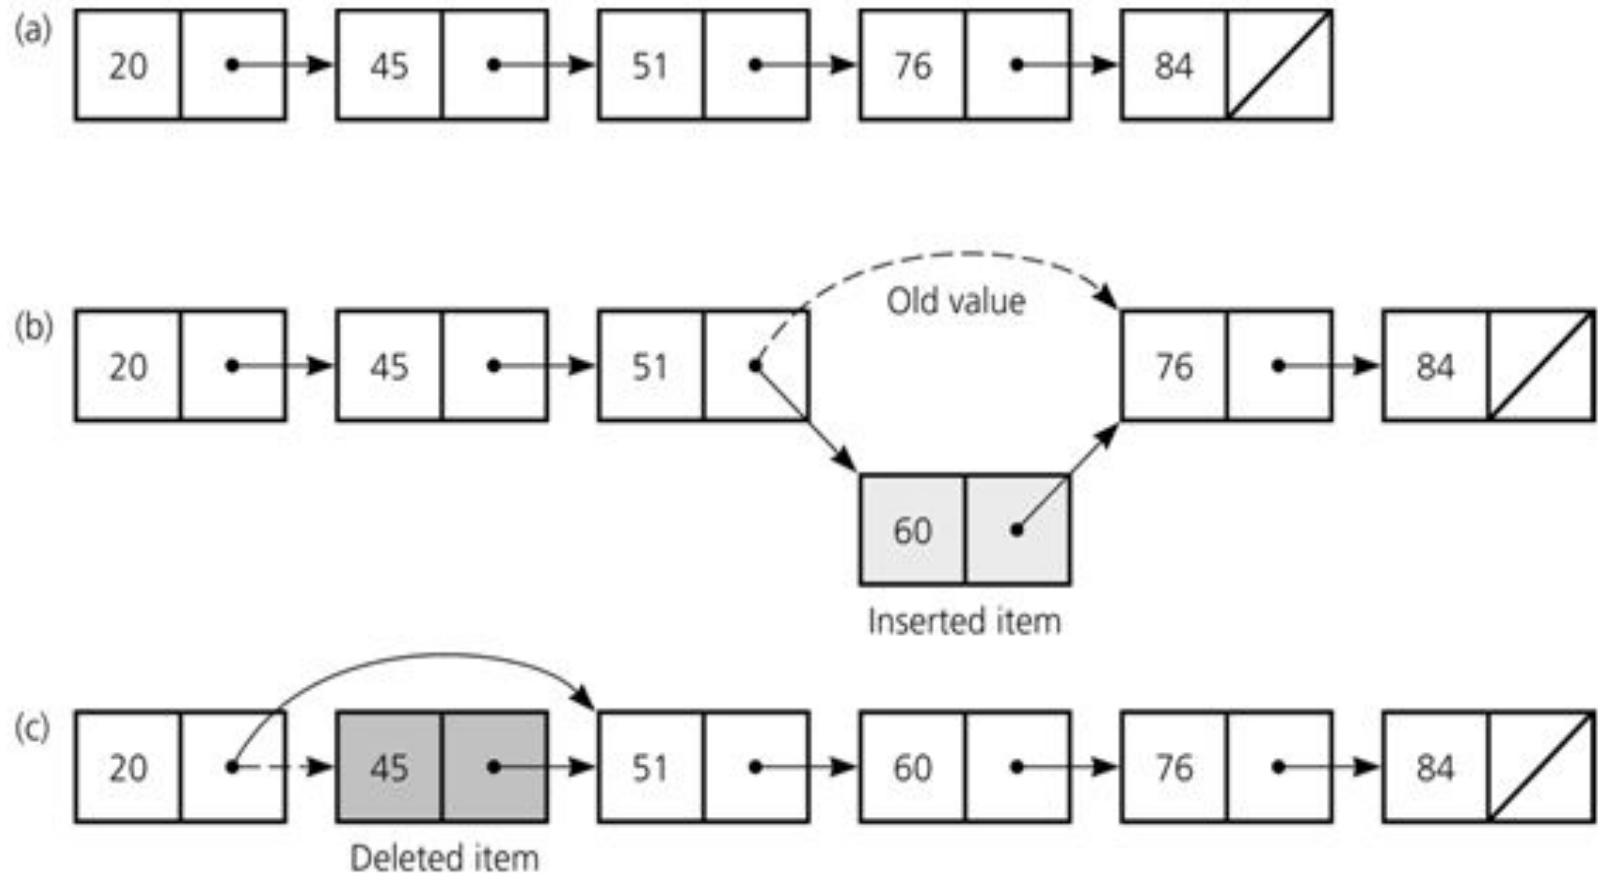 (a) 20 45 51 76 84
Old value
(b) 20 45 51 76 84
60
Inserted item
(c) 20 45 51 60 76 84
Deleted item